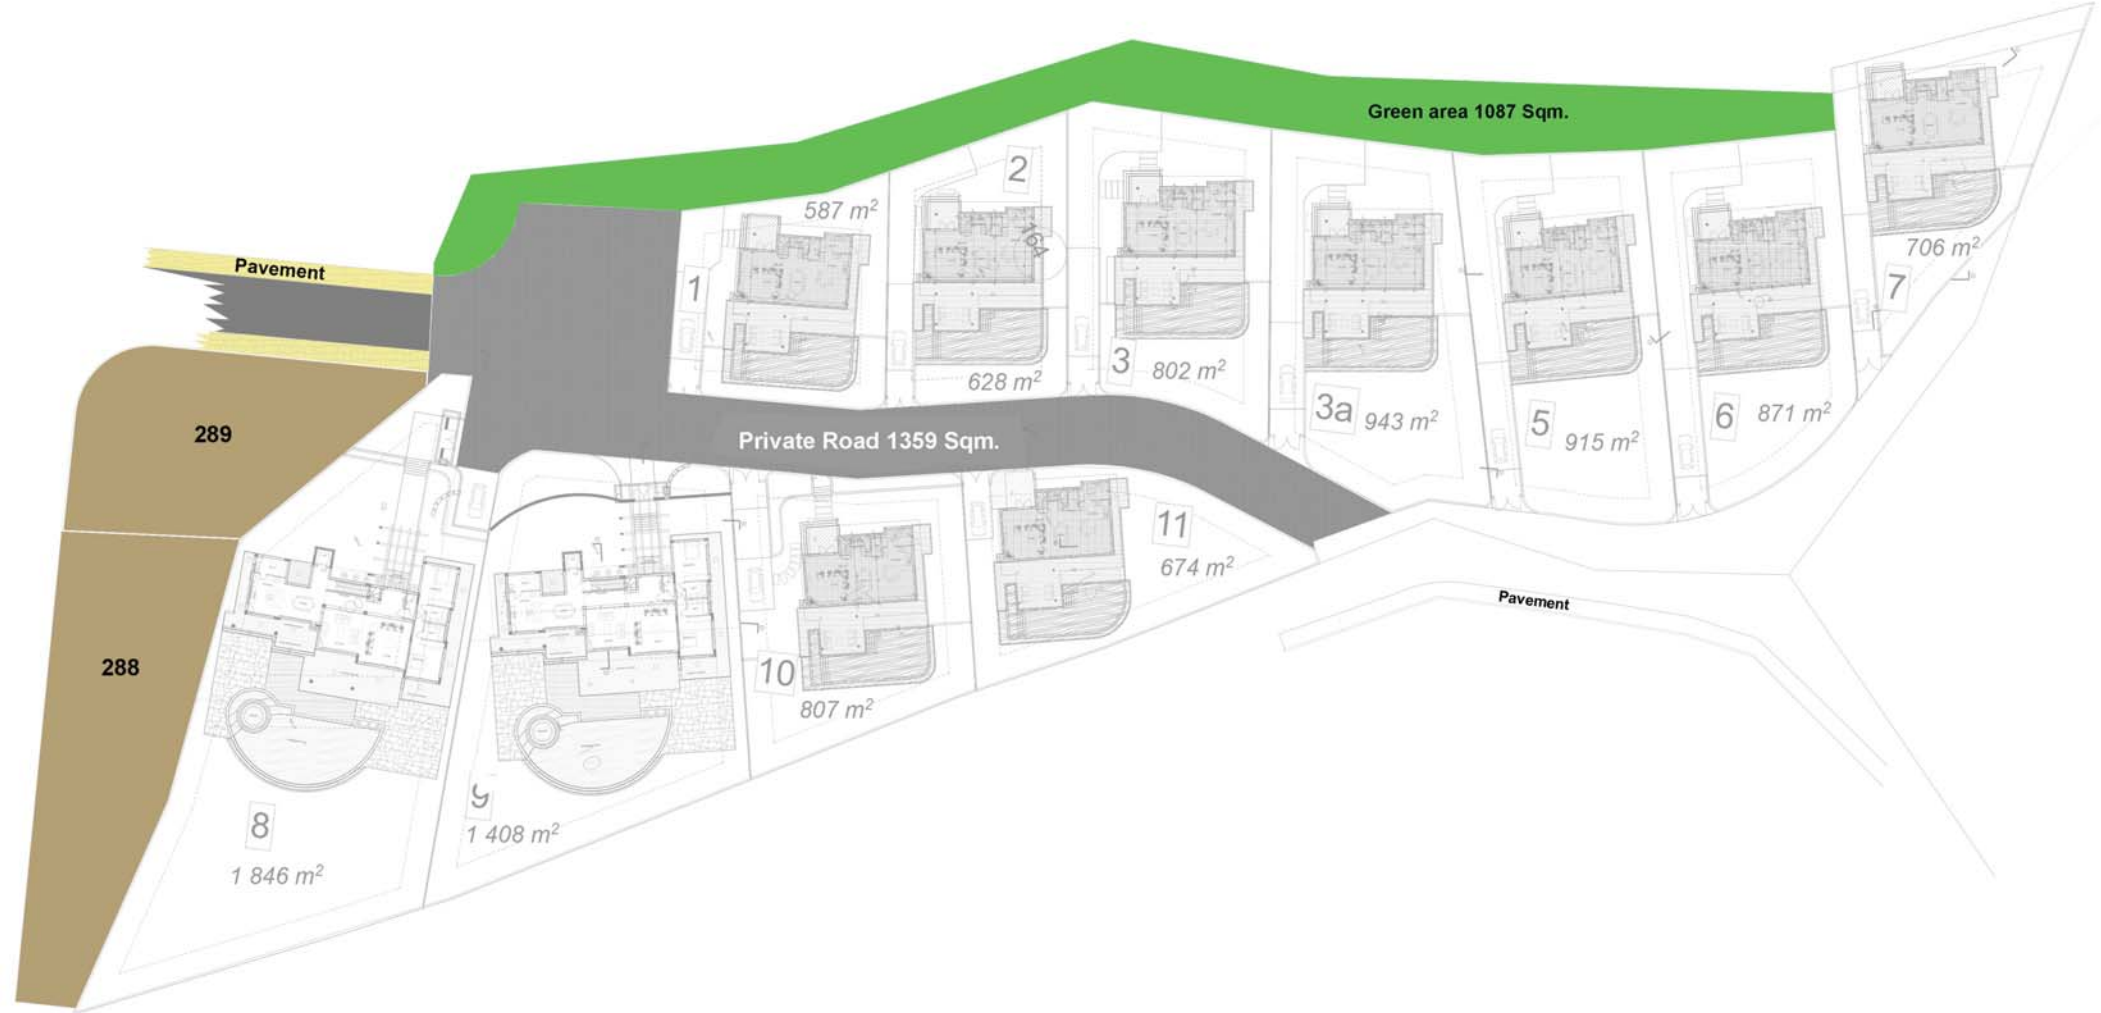 Green area 1087 Sqm.
2
587 m²
164
706 m²
Pavement
7
1
3
802 m²
628 m²
3a
943 m²
6
871 m²
5
915 m²
289
Private Road 1359 Sqm.
11
674 m²
Pavement
288
10
807 m²
9
1 408 m²
8
1 846 m²